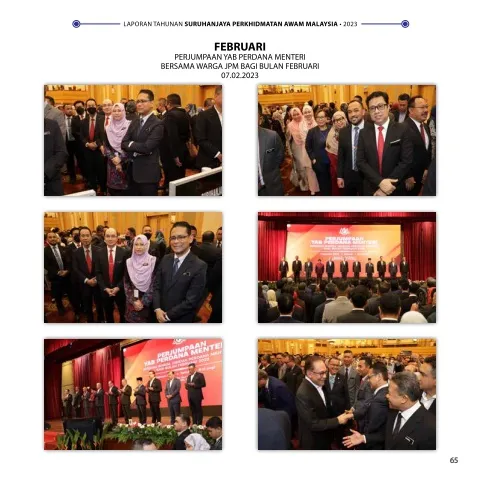 LAPORAN TAHUNAN SURUHANJAYA PERKHIDMATAN AWAM MALAYSIA • 2023
FEBRUARI
PERJUMPAAN YAB PERDANA MENTERI
BERSAMA WARGA JPM BAGI BULAN FEBRUARI
07.02.2023
PERJUMPAAN
YAB PERDANA MENTERI
PERJUMPAAN
YAB PERDANA MENTERI
65